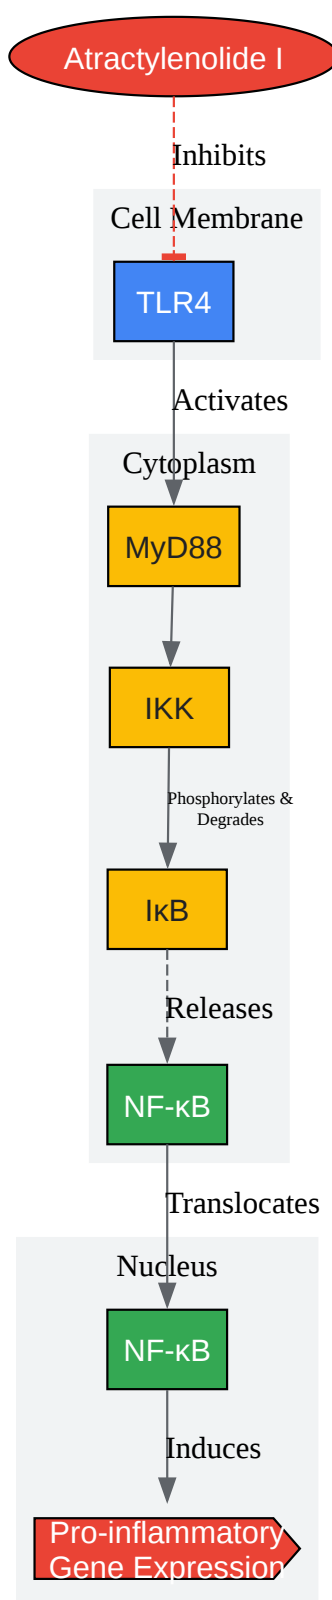 Atractylenolide I
Inhibits
Cell Membrane
TLR4
Activates
Cytoplasm
MyD88
IKK
Phosphorylates &
Degrades
IκB
Releases
NF-κB
Translocates
Nucleus
NF-κB
Induces
Pro-inflammatory
Gene Expression